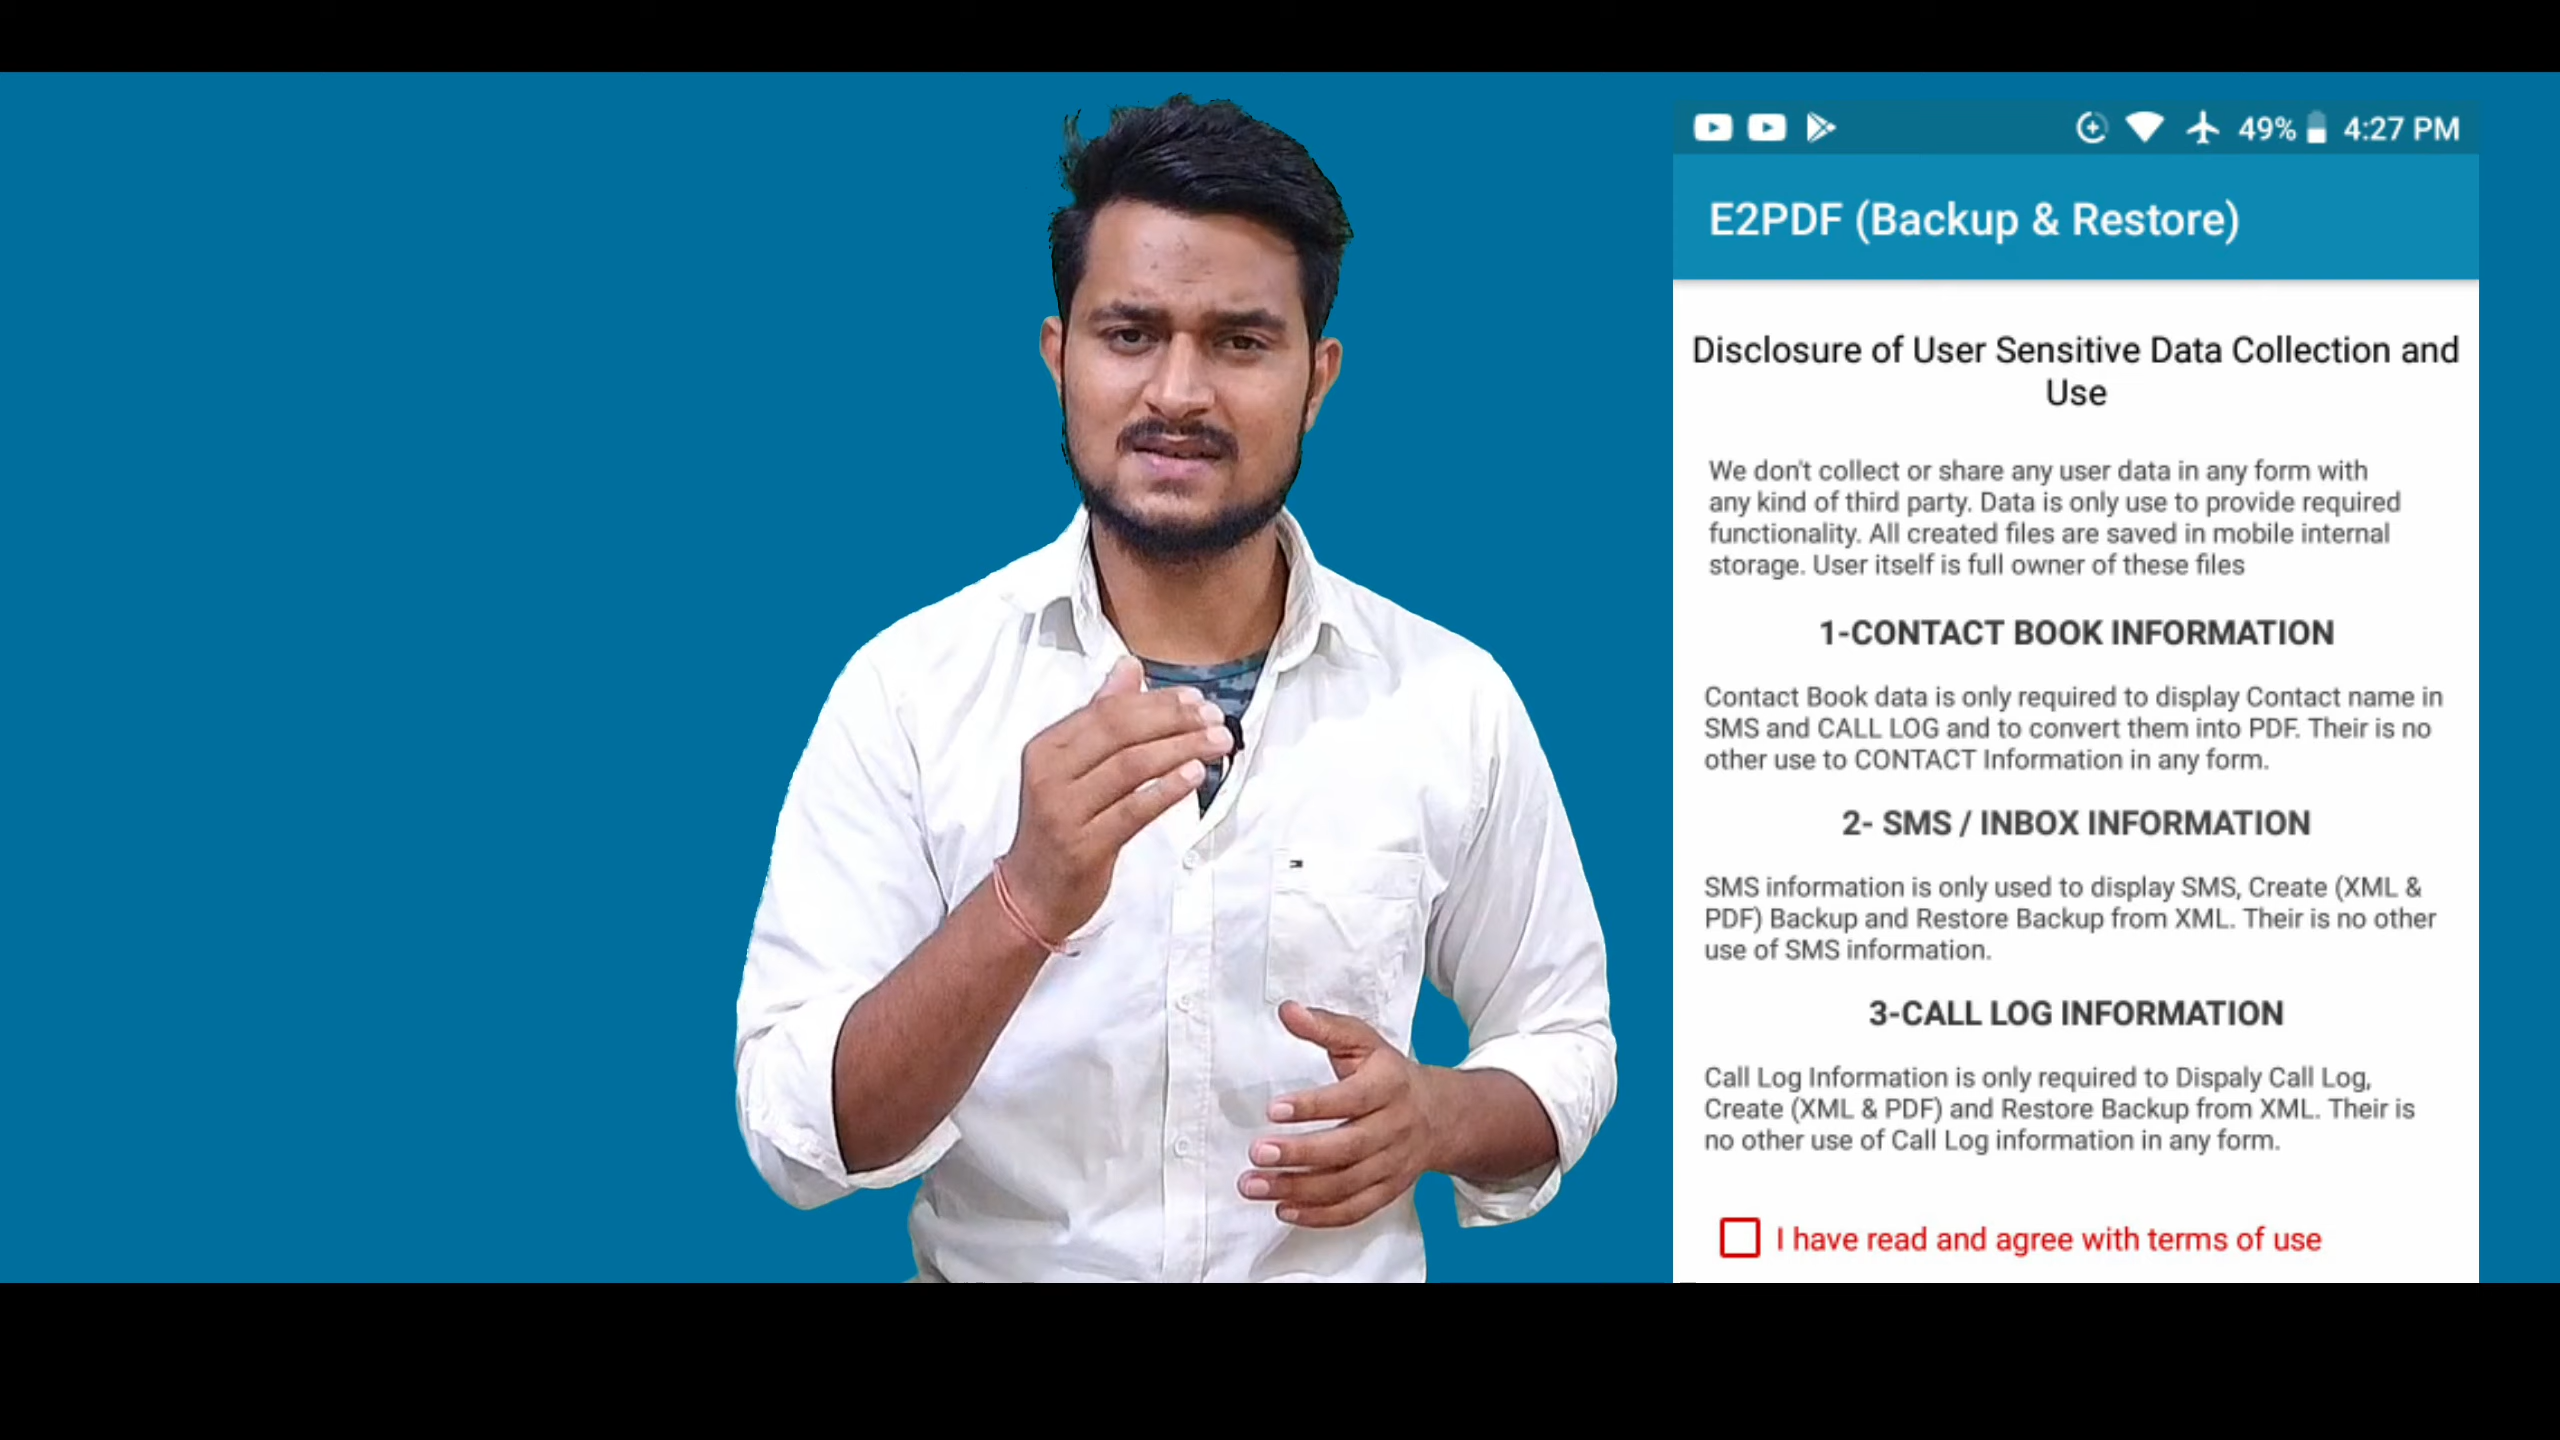 49% 4:27 PM
E2PDF (Backup & Restore)
Disclosure of User Sensitive Data Collection and
Use
We don't collect or share any user data in any form with
any kind of third party. Data is only use to provide required
functionality. All created files are saved in mobile internal
storage. User itself is full owner of these files
1-CONTACT BOOK INFORMATION
Contact Book data is only required to display Contact name in
SMS and CALL LOG and to convert them into PDF. Their is no
other use to CONTACT Information in any form.
2- SMS / INBOX INFORMATION
SMS information is only used to display SMS, Create (XML &
PDF) Backup and Restore Backup from XML. Their is no other
use of SMS information.
3-CALL LOG INFORMATION
Call Log Information is only required to Dispaly Call Log,
Create (XML & PDF) and Restore Backup from XML. Their is
no other use of Call Log information in any form.
I have read and agree with terms of use